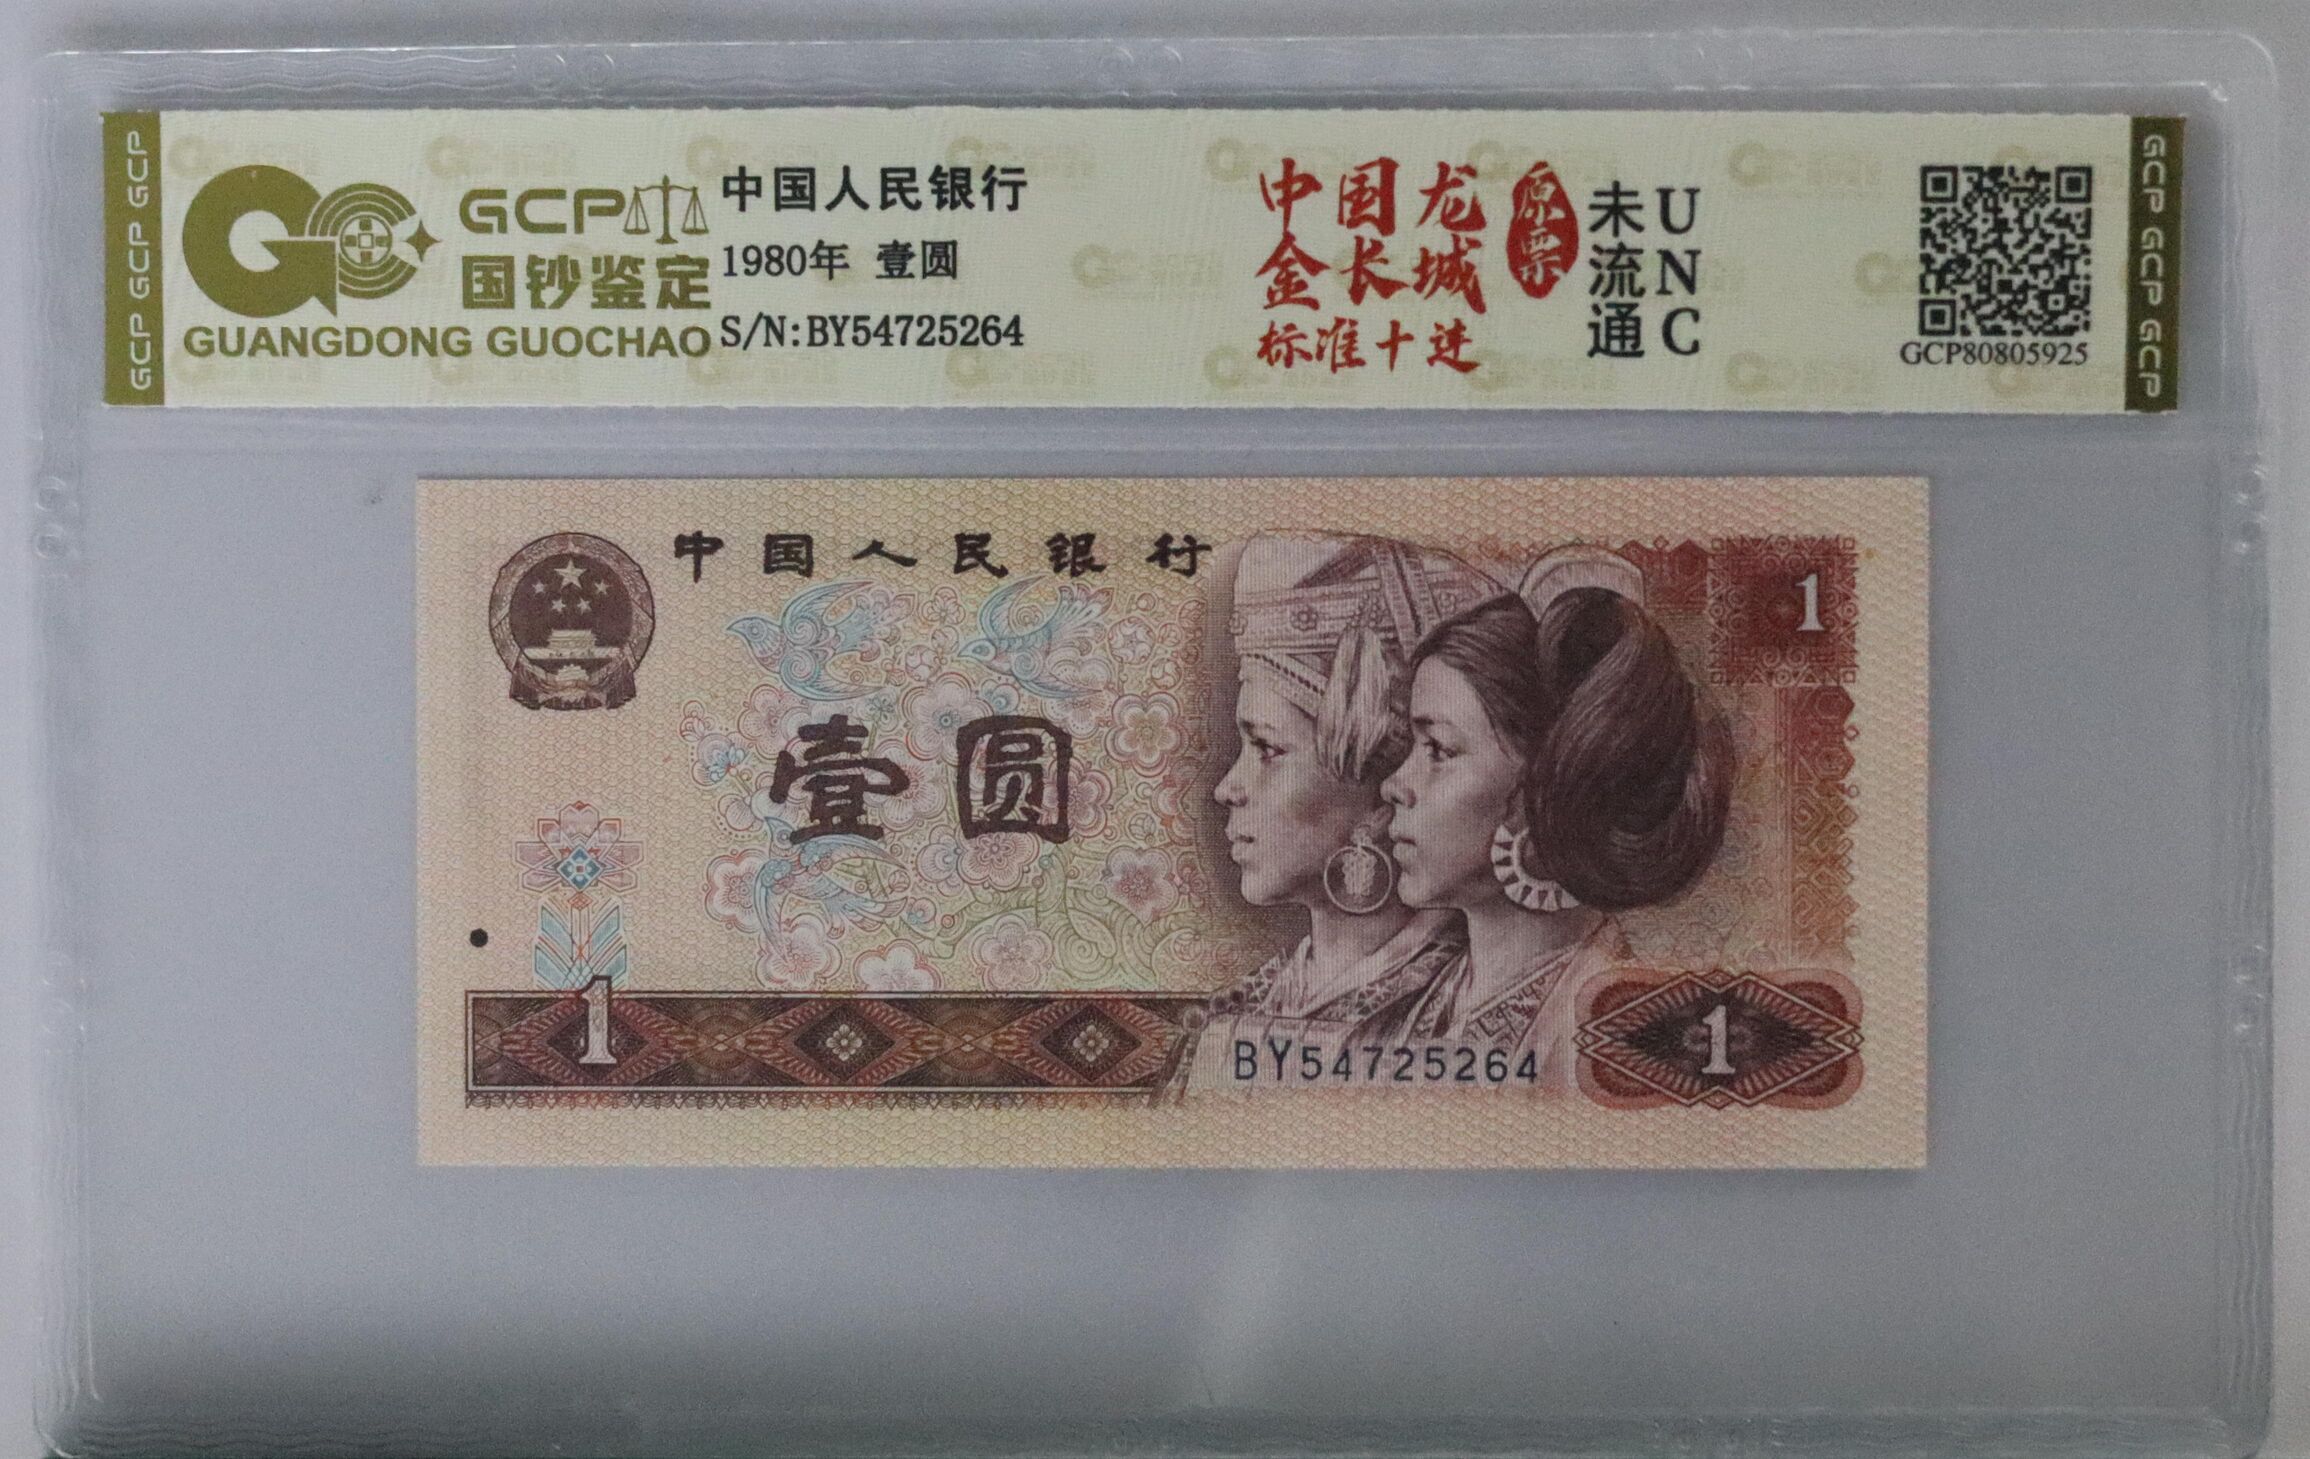 GCP GCP GCP
GCP
国钞鉴定
GUANGDONG GUOCHAO
中国人民银行
1980年 壹圆
S/N:BY54725264
中国龙
金长城
标准十连
原票
未流通
UNC
GCP80805925
GCP GCP GCP
中国人民银行
1
壹圆
1
BY54725264
1